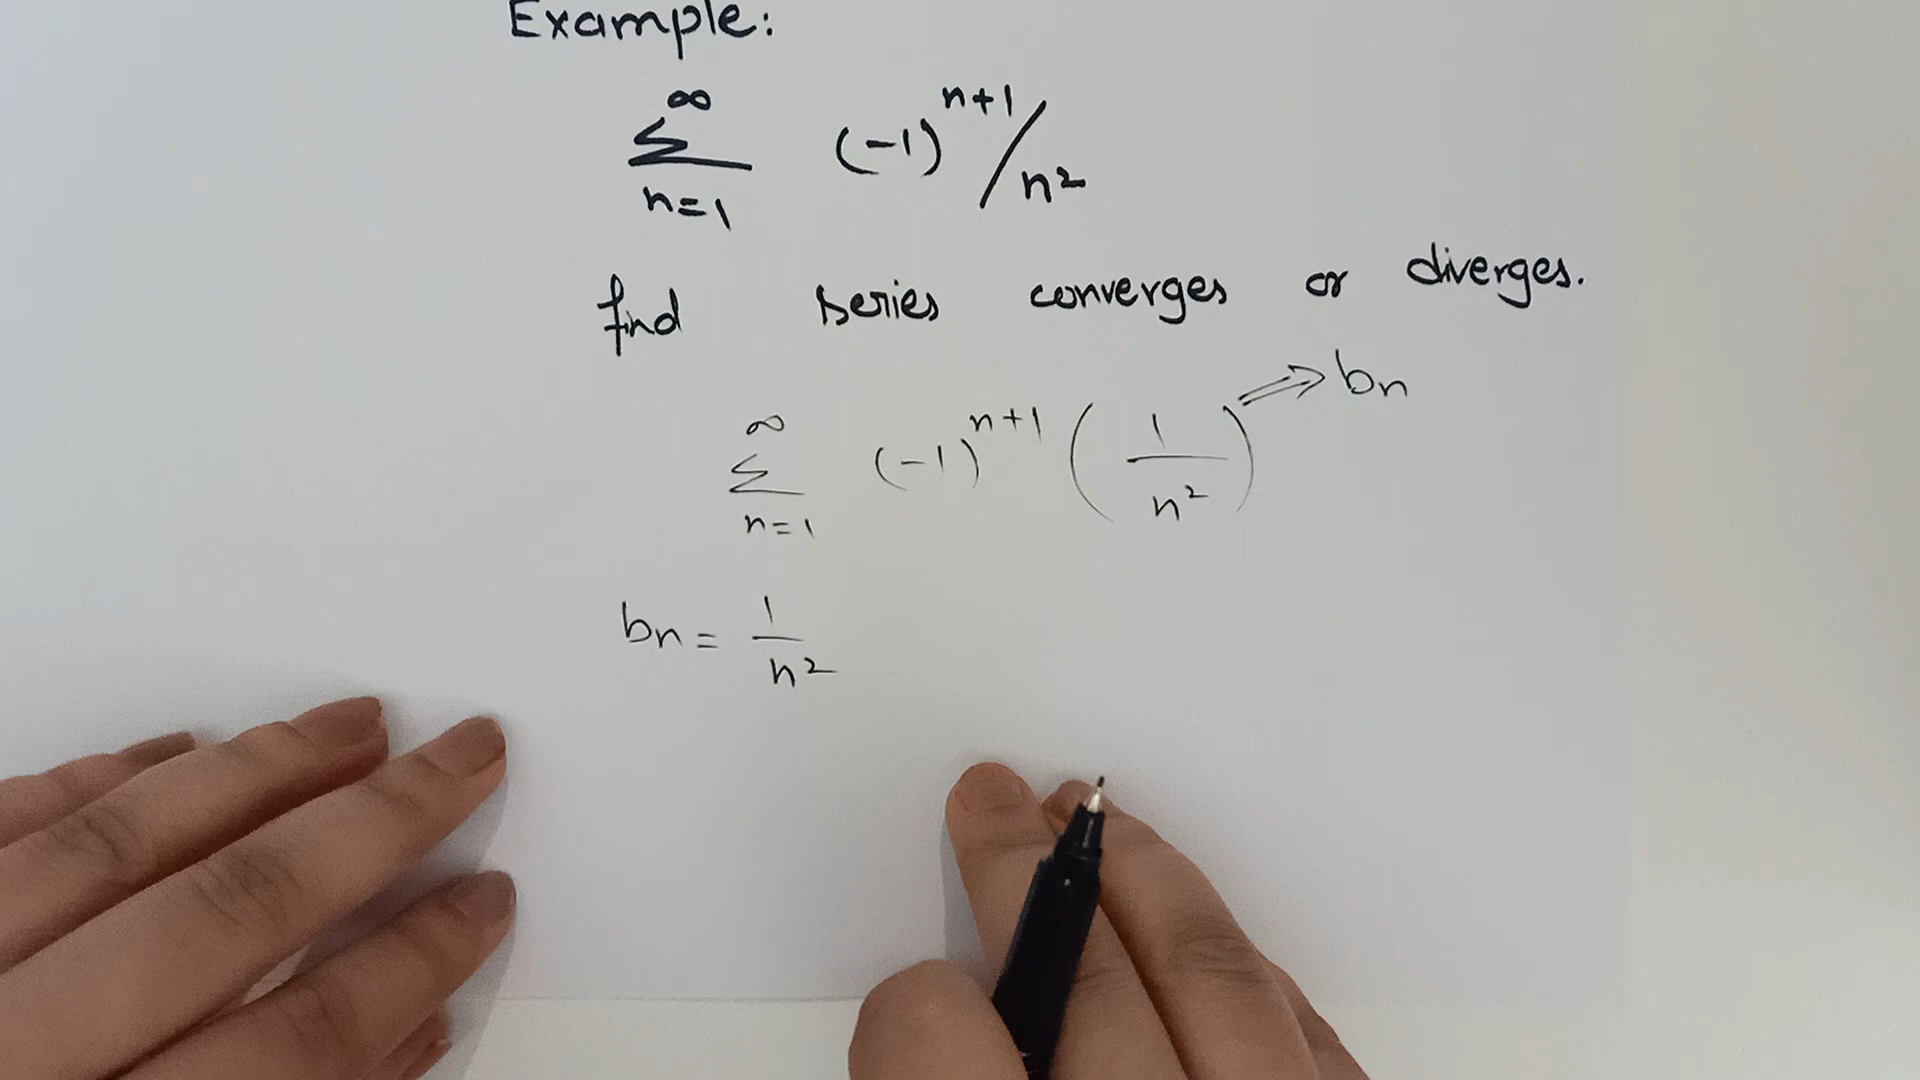 Example:
∞
Σ (-1)^{n+1}/n²
n=1
find series converges or diverges.
∞
Σ (-1)^{n+1} (1/n²) ⇒ bn
n=1
bn = 1/n²